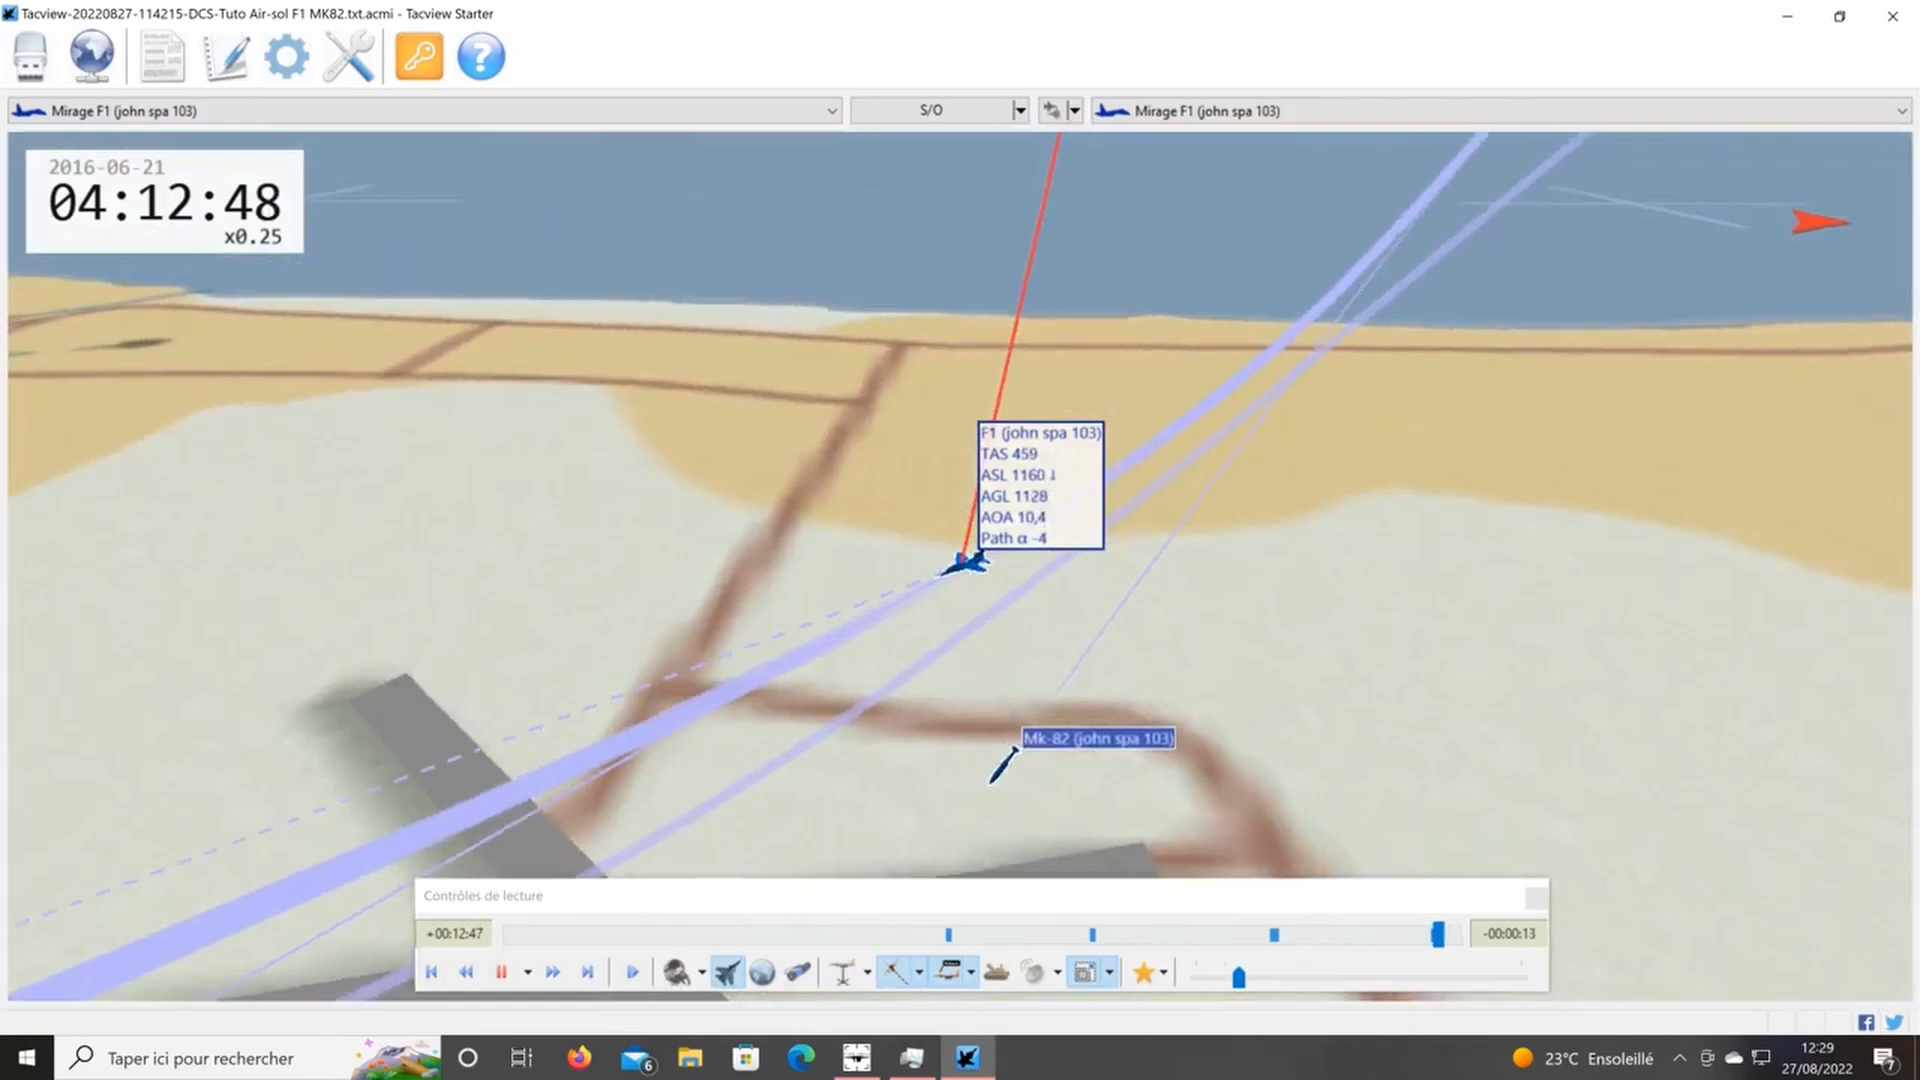 Tacview-20220827-114215-DCS-Tuto Air-sol F1 MK82.txt.acmi - Tacview Starter
Mirage F1 (john spa 103)
S/O
Mirage F1 (john spa 103)
2016-06-21
04:12:48
x0.25
F1 (john spa 103)
TAS 459
ASL 1160 ↓
AGL 1128
AOA 10,4
Path α -4
Mk-82 (john spa 103)
Contrôles de lecture
+00:12:47
-00:00:13
Taper ici pour rechercher
6
23°C Ensoleillé
12:29
27/08/2022
7